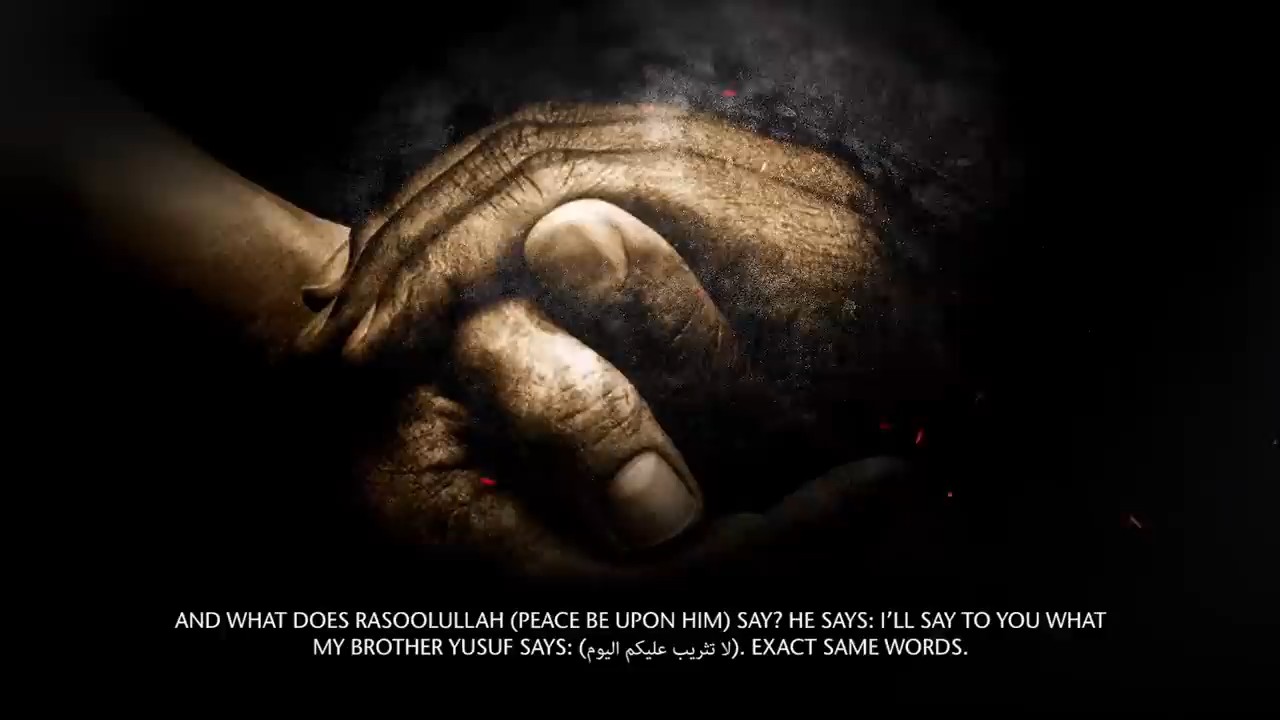 AND WHAT DOES RASOOLULLAH (PEACE BE UPON HIM) SAY? HE SAYS: I'LL SAY TO YOU WHAT
MY BROTHER YUSUF SAYS: (لا تثريب عليكم اليوم). EXACT SAME WORDS.